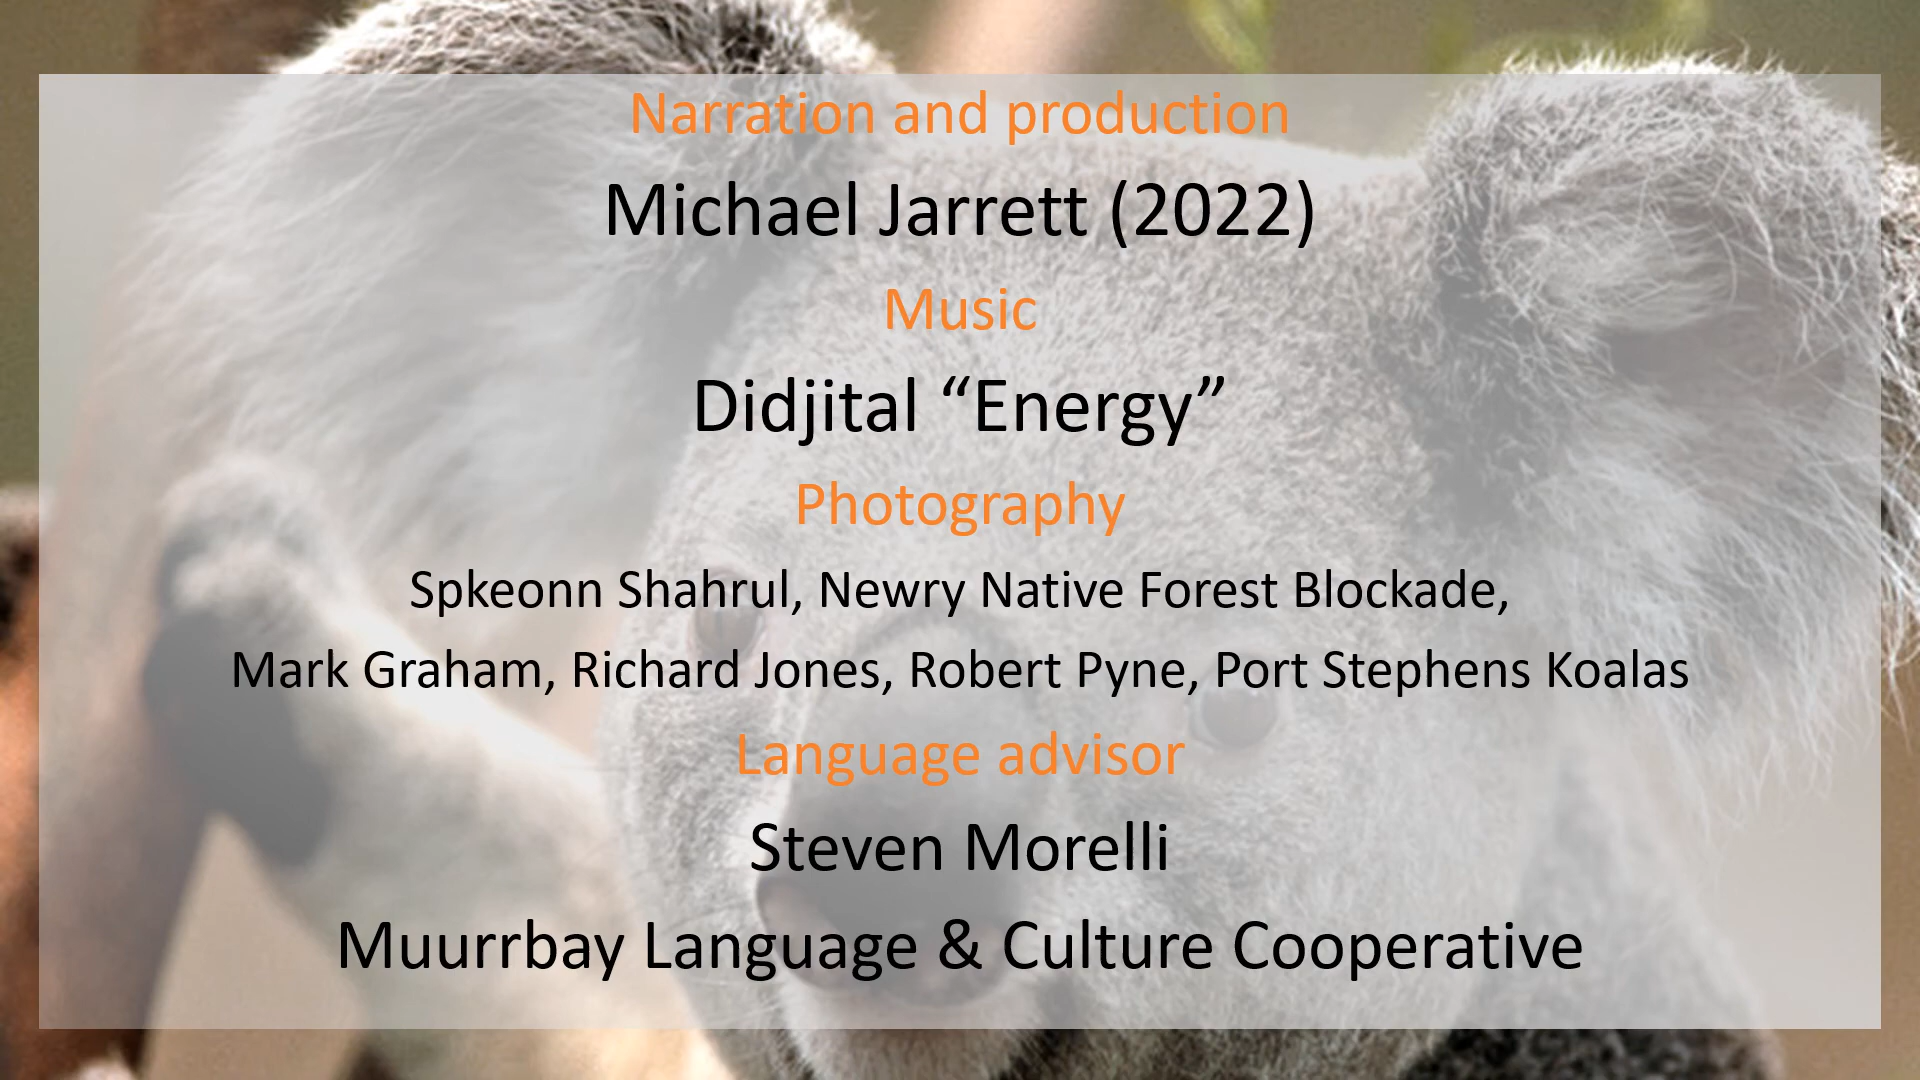 Narration and production
Michael Jarrett (2022)
Music
Didjital “Energy”
Photography
Spkeonn Shahrul, Newry Native Forest Blockade,
Mark Graham, Richard Jones, Robert Pyne, Port Stephens Koalas
Language advisor
Steven Morelli
Muurrbay Language & Culture Cooperative